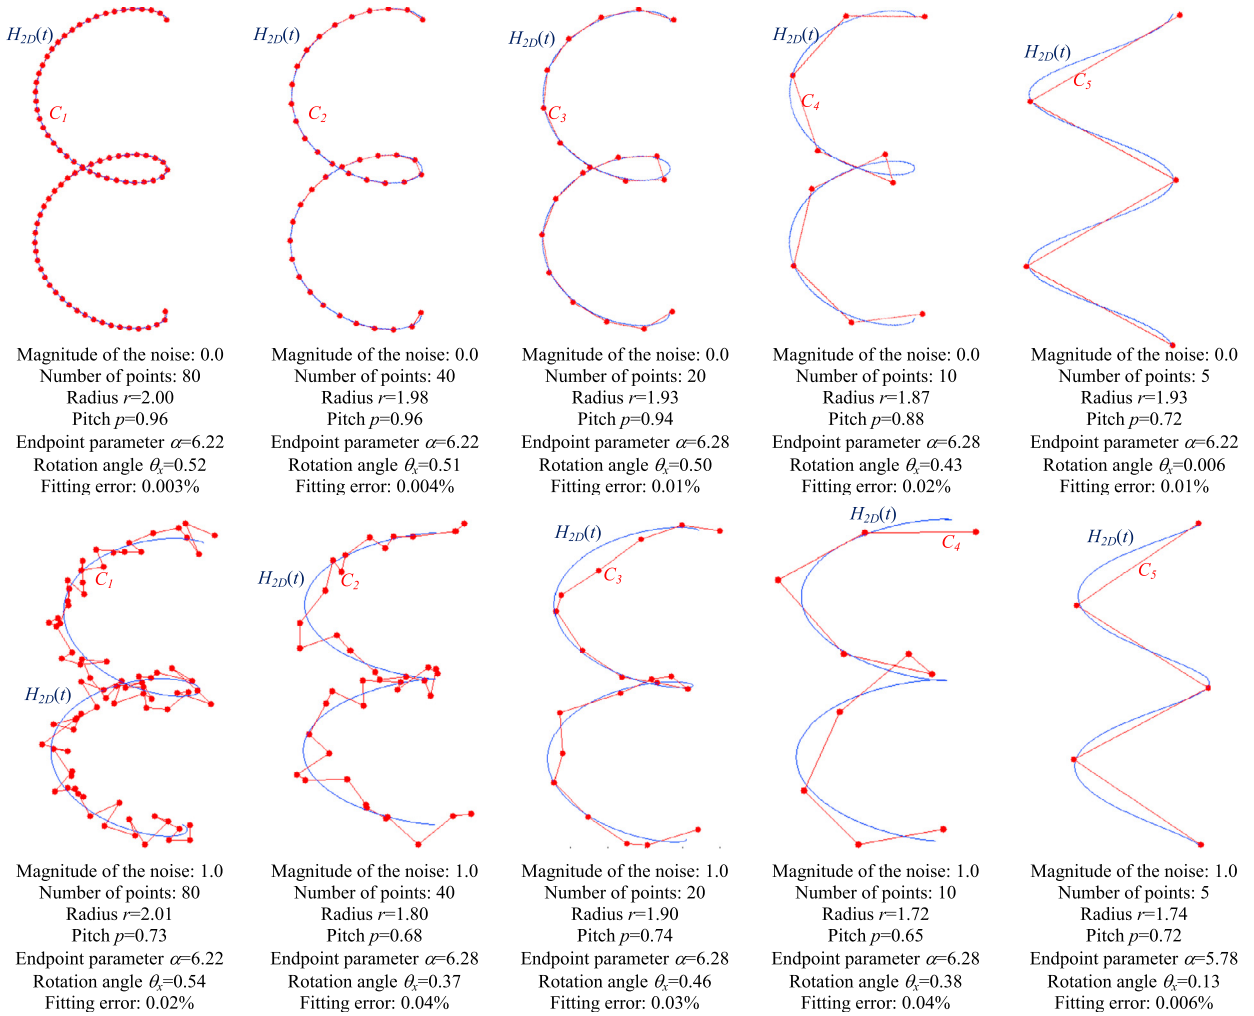 H2D(t)
C1
Magnitude of the noise: 0.0
Number of points: 80
Radius r=2.00
Pitch p=0.96
Endpoint parameter α=6.22
Rotation angle θx=0.52
Fitting error: 0.003%
H2D(t)
C2
Magnitude of the noise: 0.0
Number of points: 40
Radius r=1.98
Pitch p=0.96
Endpoint parameter α=6.22
Rotation angle θx=0.51
Fitting error: 0.004%
H2D(t)
C3
Magnitude of the noise: 0.0
Number of points: 20
Radius r=1.93
Pitch p=0.94
Endpoint parameter α=6.28
Rotation angle θx=0.50
Fitting error: 0.01%
H2D(t)
C4
Magnitude of the noise: 0.0
Number of points: 10
Radius r=1.87
Pitch p=0.88
Endpoint parameter α=6.28
Rotation angle θx=0.43
Fitting error: 0.02%
H2D(t)
C5
Magnitude of the noise: 0.0
Number of points: 5
Radius r=1.93
Pitch p=0.72
Endpoint parameter α=6.22
Rotation angle θx=0.006
Fitting error: 0.01%
C1
H2D(t)
Magnitude of the noise: 1.0
Number of points: 80
Radius r=2.01
Pitch p=0.73
Endpoint parameter α=6.22
Rotation angle θx=0.54
Fitting error: 0.02%
H2D(t)
C2
Magnitude of the noise: 1.0
Number of points: 40
Radius r=1.80
Pitch p=0.68
Endpoint parameter α=6.28
Rotation angle θx=0.37
Fitting error: 0.04%
H2D(t)
C3
Magnitude of the noise: 1.0
Number of points: 20
Radius r=1.90
Pitch p=0.74
Endpoint parameter α=6.28
Rotation angle θx=0.46
Fitting error: 0.03%
H2D(t)
C4
Magnitude of the noise: 1.0
Number of points: 10
Radius r=1.72
Pitch p=0.65
Endpoint parameter α=6.28
Rotation angle θx=0.38
Fitting error: 0.04%
H2D(t)
C5
Magnitude of the noise: 1.0
Number of points: 5
Radius r=1.74
Pitch p=0.72
Endpoint parameter α=5.78
Rotation angle θx=0.13
Fitting error: 0.006%